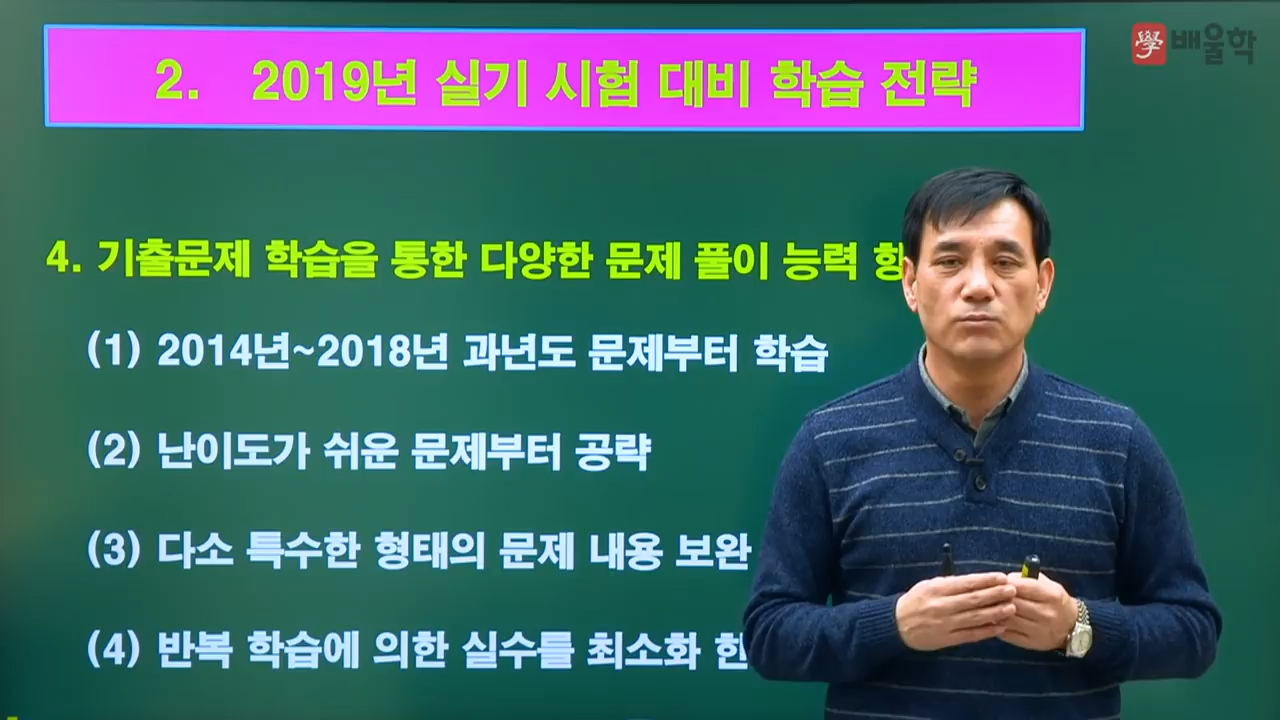 學 배울학
2. 2019년 실기 시험 대비 학습 전략
4. 기출문제 학습을 통한 다양한 문제 풀이 능력
(1) 2014년~2018년 과년도 문제부터 학습
(2) 난이도가 쉬운 문제부터 공략
(3) 다소 특수한 형태의 문제 내용 보완
(4) 반복 학습에 의한 실수를 최소화